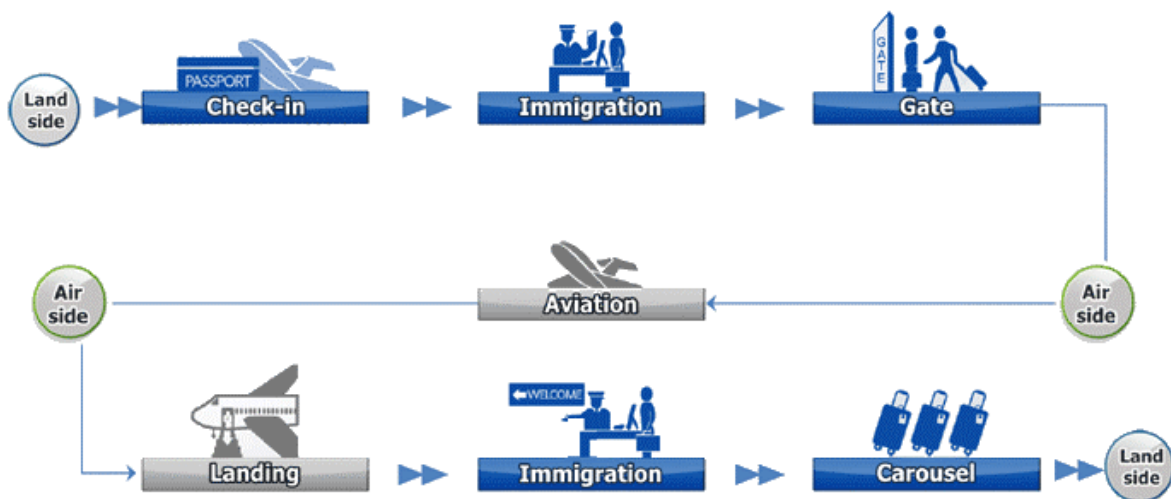 Land
side
PASSPORT
Check-in
Immigration
GATE
Gate
Air
side
Aviation
Air
side
Landing
WELCOME
Immigration
Carousel
Land
side